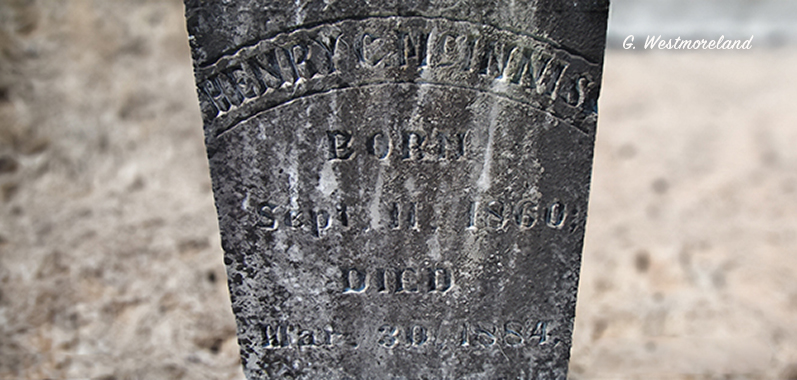 G. Westmoreland
HENRY C. McINNIS.
BORN
Sept. 11. 1860;
DIED
Mar. 30. 1884.